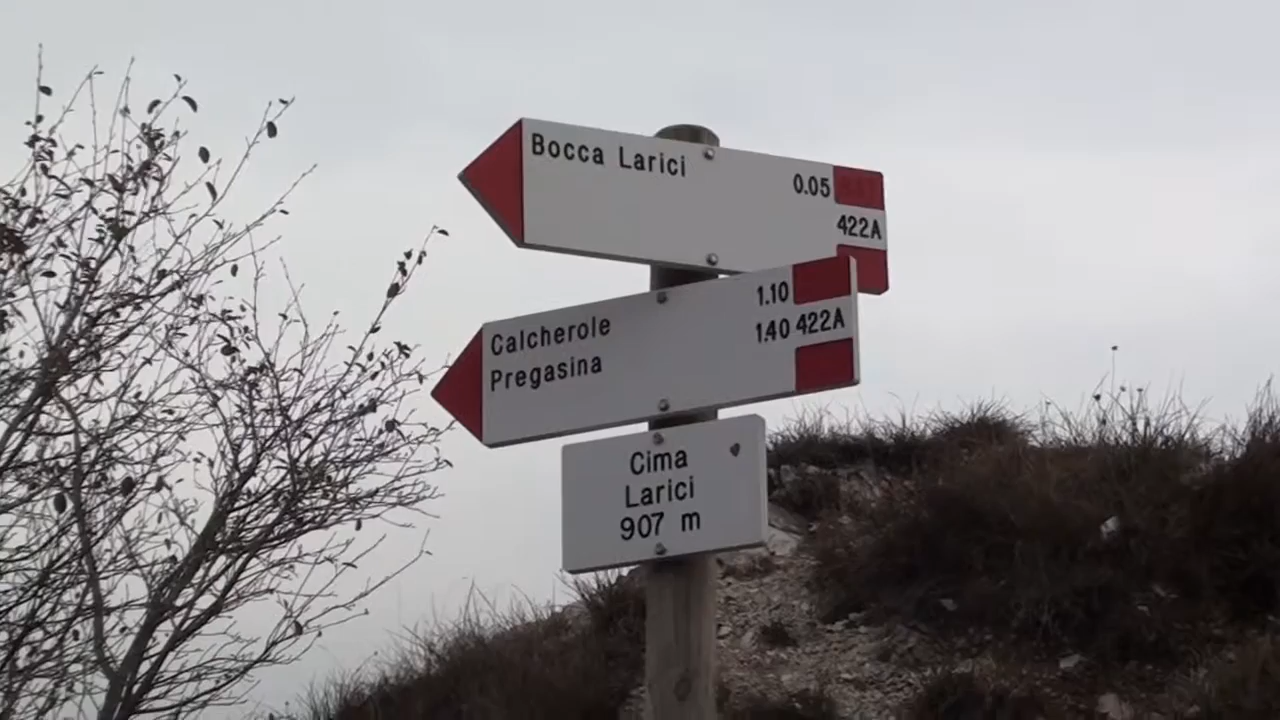 Bocca Larici 0.05
422A
Calcherole 1.10
Pregasina 1.40 422A
Cima
Larici
907 m